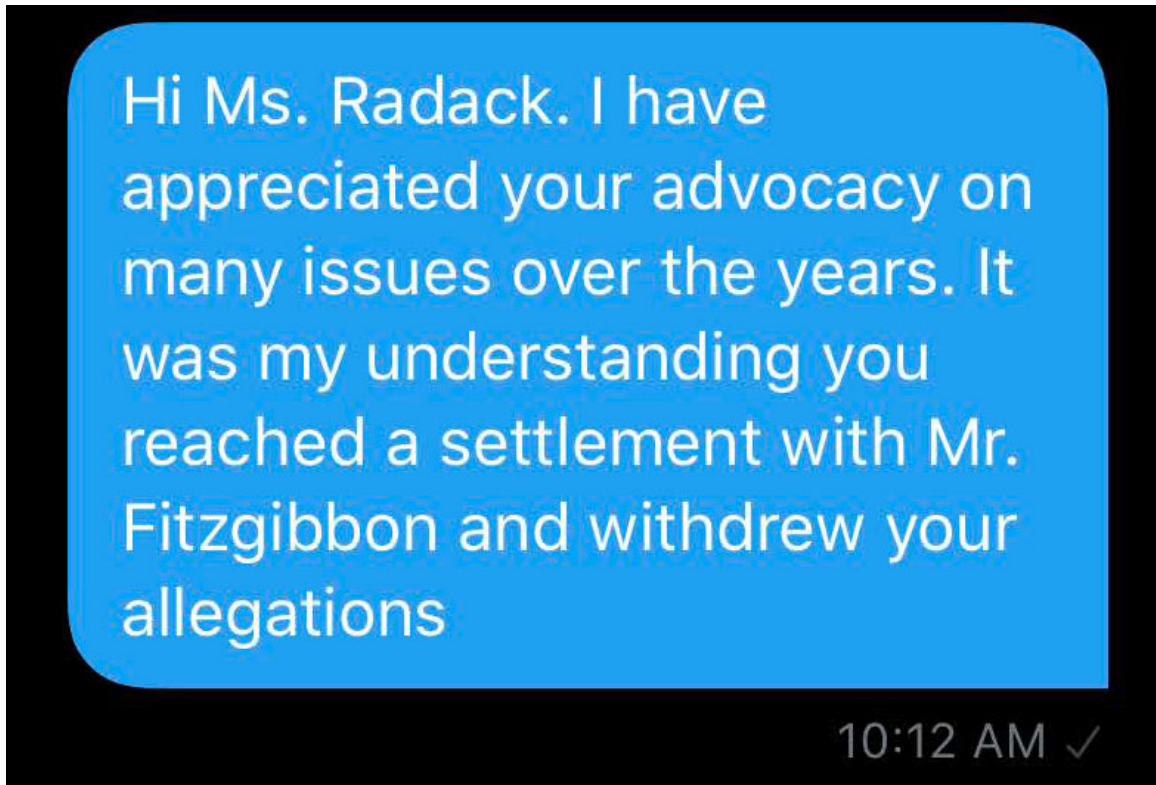 Hi Ms. Radack. I have
appreciated your advocacy on
many issues over the years. It
was my understanding you
reached a settlement with Mr.
Fitzgibbon and withdrew your
allegations
10:12 AM ✓